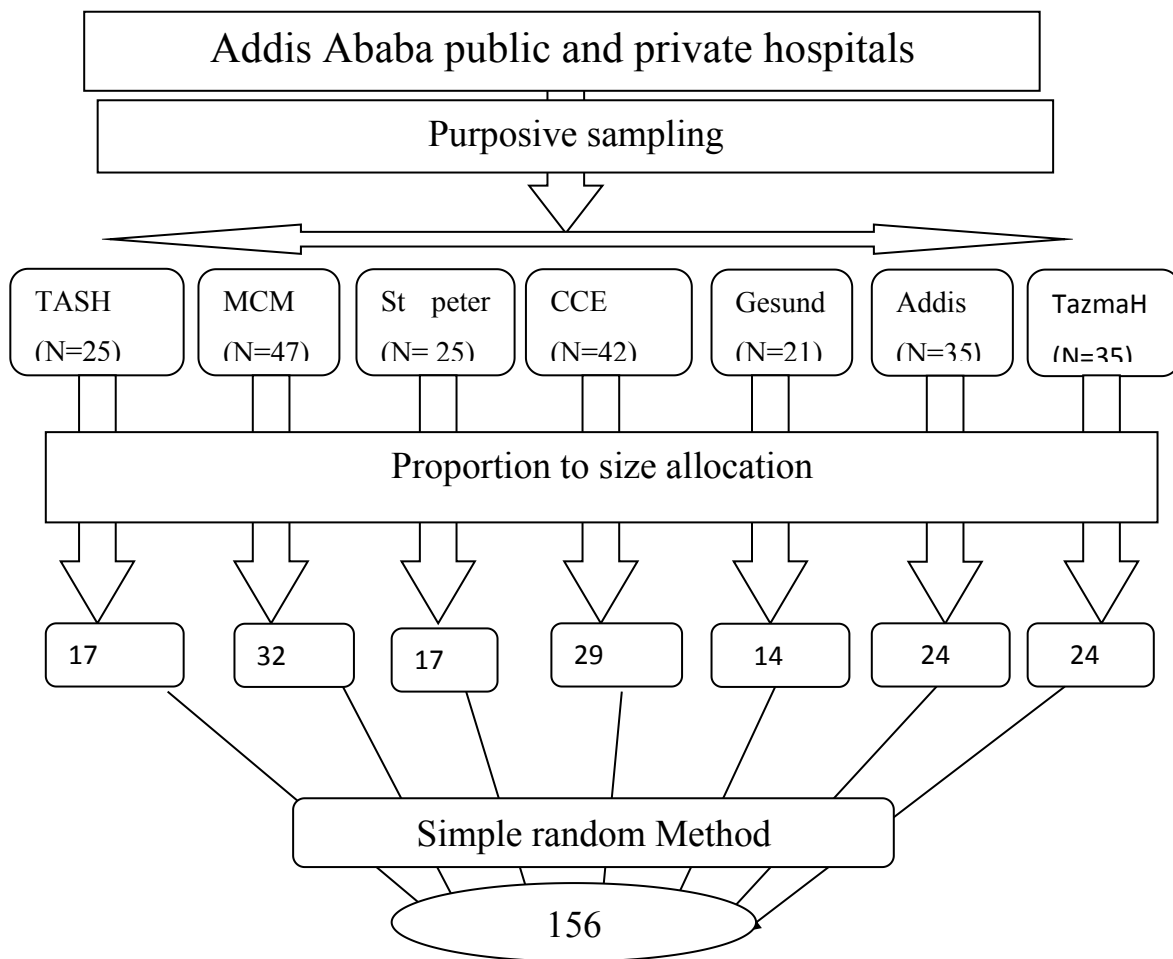 Addis Ababa public and private hospitals
Purposive sampling
TASH
(N=25)
MCM
(N=47)
St peter
(N= 25)
CCE
(N=42)
Gesund
(N=21)
Addis
(N=35)
TazmaH
(N=35)
Proportion to size allocation
17
32
17
29
14
24
24
Simple random Method
156